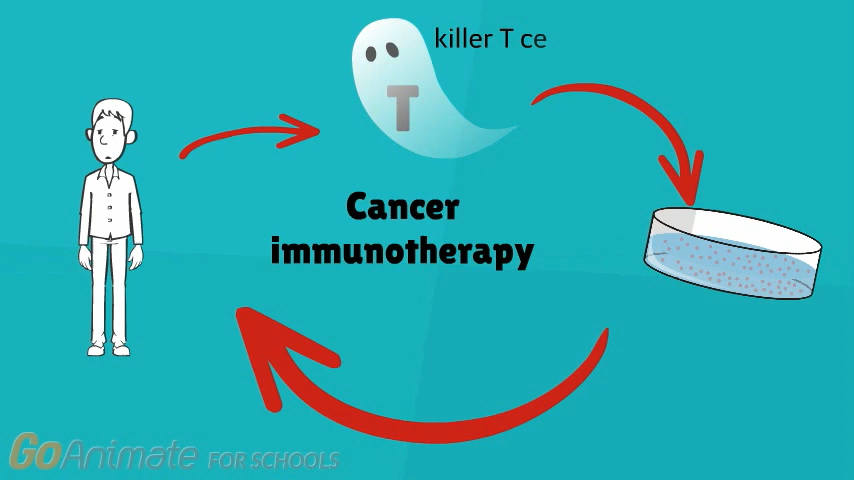 killer T ce
T
Cancer
immunotherapy
GoAnimate FOR SCHOOLS